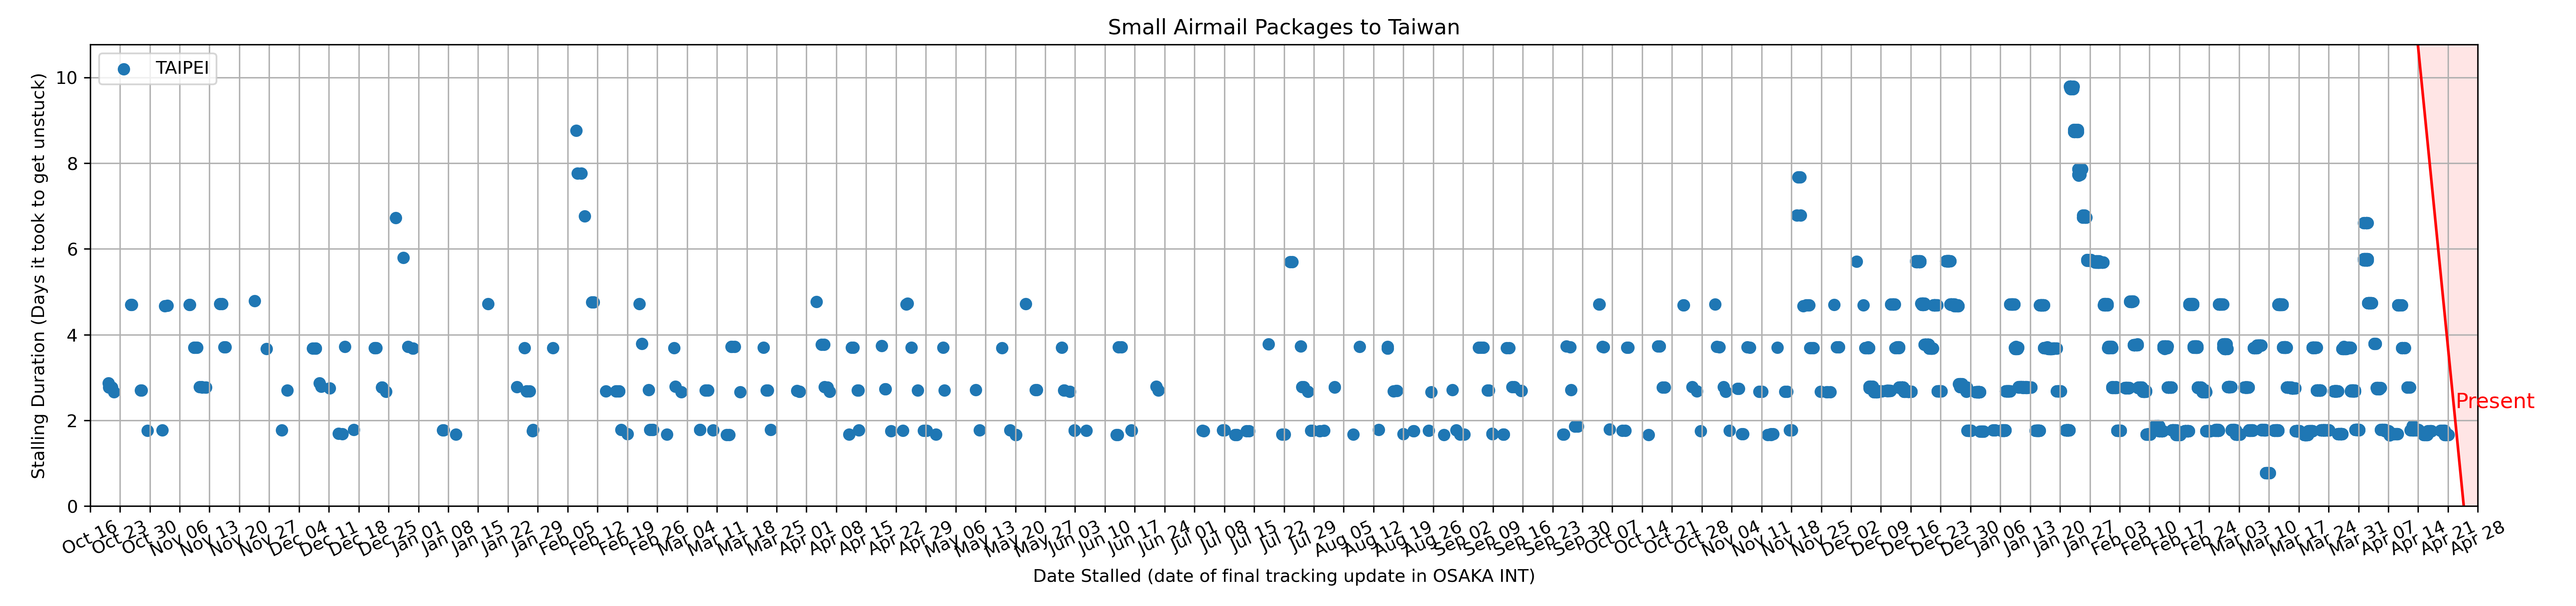 Small Airmail Packages to Taiwan
TAIPEI
Stalling Duration (Days it took to get unstuck)
10
8
6
4
2
0
Present
Oct 16
Oct 23
Oct 30
Nov 06
Nov 13
Nov 20
Nov 27
Dec 04
Dec 11
Dec 18
Dec 25
Jan 01
Jan 08
Jan 15
Jan 22
Jan 29
Feb 05
Feb 12
Feb 19
Feb 26
Mar 04
Mar 11
Mar 18
Mar 25
Apr 01
Apr 08
Apr 15
Apr 22
Apr 29
May 06
May 13
May 20
May 27
Jun 03
Jun 10
Jun 17
Jun 24
Jul 01
Jul 08
Jul 15
Jul 22
Jul 29
Aug 05
Aug 12
Aug 19
Aug 26
Sep 02
Sep 09
Sep 16
Sep 23
Sep 30
Oct 07
Oct 14
Oct 21
Oct 28
Nov 04
Nov 11
Nov 18
Nov 25
Dec 02
Dec 09
Dec 16
Dec 23
Dec 30
Jan 06
Jan 13
Jan 20
Jan 27
Feb 03
Feb 10
Feb 17
Feb 24
Mar 03
Mar 10
Mar 17
Mar 24
Mar 31
Apr 07
Apr 14
Apr 21
Apr 28
Date Stalled (date of final tracking update in OSAKA INT)